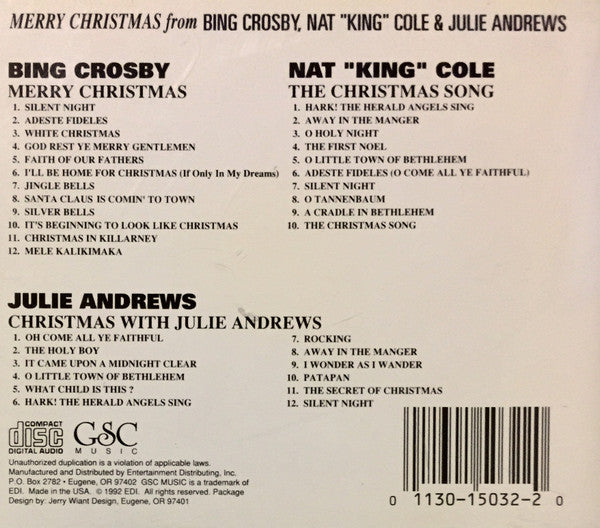 MERRY CHRISTMAS from BING CROSBY, NAT "KING" COLE & JULIE ANDREWS
BING CROSBY
MERRY CHRISTMAS
1. SILENT NIGHT
2. ADESTE FIDELES
3. WHITE CHRISTMAS
4. GOD REST YE MERRY GENTLEMEN
5. FAITH OF OUR FATHERS
6. I'LL BE HOME FOR CHRISTMAS (If Only In My Dreams)
7. JINGLE BELLS
8. SANTA CLAUS IS COMIN' TO TOWN
9. SILVER BELLS
10. IT'S BEGINNING TO LOOK LIKE CHRISTMAS
11. CHRISTMAS IN KILLARNEY
12. MELE KALIKIMAKA
NAT "KING" COLE
THE CHRISTMAS SONG
1. HARK! THE HERALD ANGELS SING
2. AWAY IN THE MANGER
3. O HOLY NIGHT
4. THE FIRST NOEL
5. O LITTLE TOWN OF BETHLEHEM
6. ADESTE FIDELES (O COME ALL YE FAITHFUL)
7. SILENT NIGHT
8. O TANNENBAUM
9. A CRADLE IN BETHLEHEM
10. THE CHRISTMAS SONG
JULIE ANDREWS
CHRISTMAS WITH JULIE ANDREWS
1. OH COME ALL YE FAITHFUL
2. THE HOLY BOY
3. IT CAME UPON A MIDNIGHT CLEAR
4. O LITTLE TOWN OF BETHLEHEM
5. WHAT CHILD IS THIS ?
6. HARK! THE HERALD ANGELS SING
7. ROCKING
8. AWAY IN THE MANGER
9. I WONDER AS I WANDER
10. PATAPAN
11. THE SECRET OF CHRISTMAS
12. SILENT NIGHT
COMPACT
disc
DIGITAL AUDIO
GSC
MUSIC
Unauthorized duplication is a violation of applicable laws.
Manufactured and Distributed by Entertainment Distributing, Inc.
P.O. Box 2782 • Eugene, OR 97402 GSC MUSIC is a trademark of
EDI. Made in the USA. © 1992 EDI. All rights reserved. Package
Design by: Jerry Wiant Design, Eugene, OR 97401
0 1130-15032-2 0